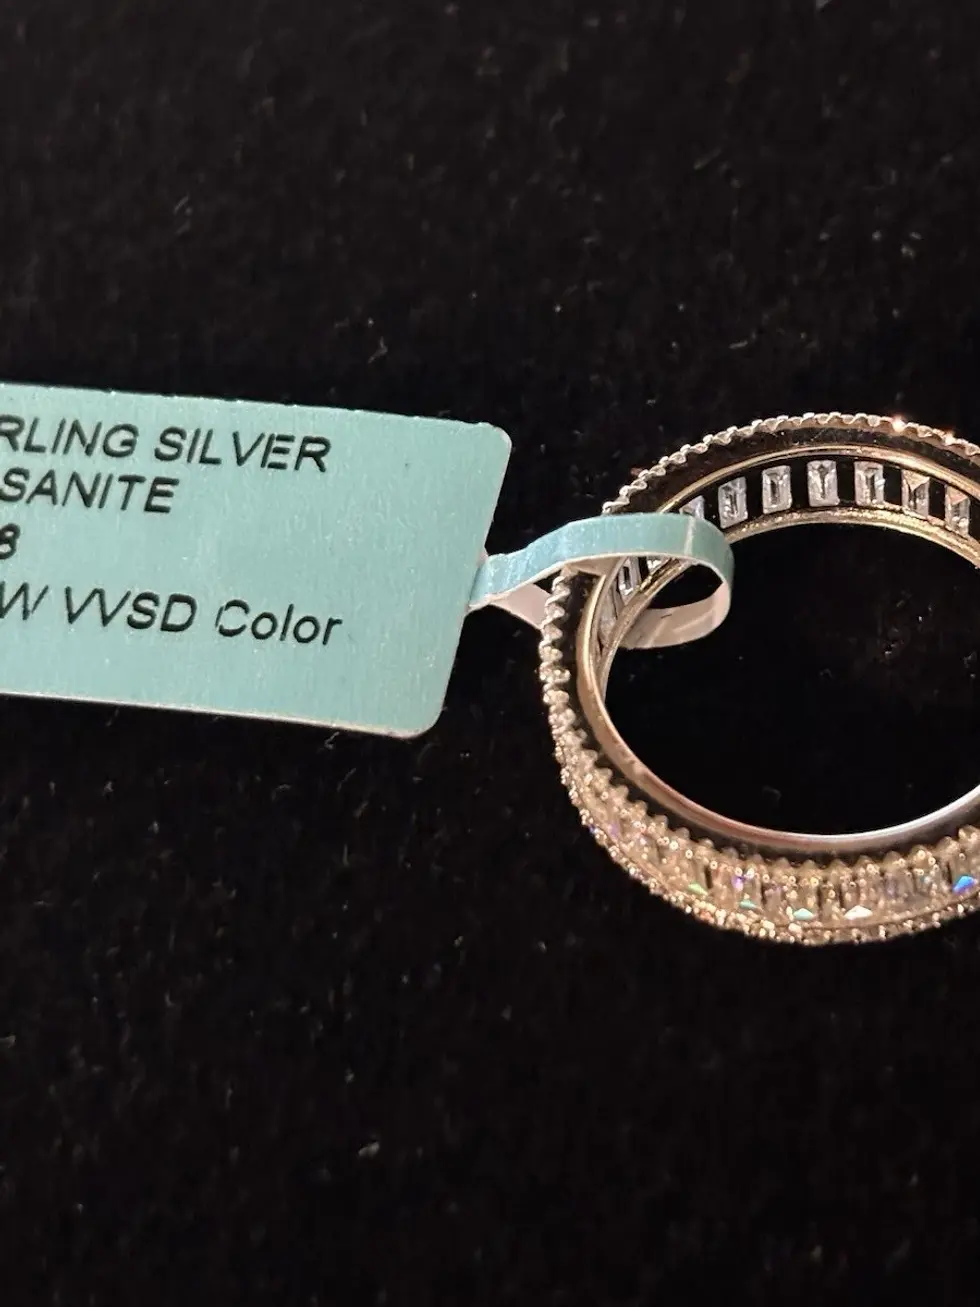 RLING SILVER
SANITE
8
W VVSD Color